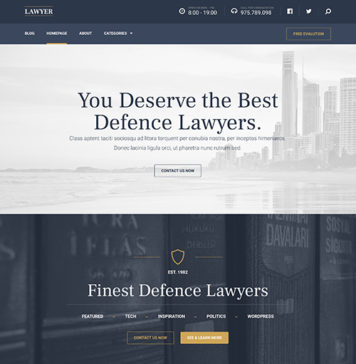 LAWYER
8:00 - 19:00
975.789.098
BLOG
HOMEPAGE
ABOUT
CATEGORIES
FREE EVALUTION
You Deserve the Best
Defence Lawyers.
Class aptent taciti sociosqu ad litora torquent per conubia nostra, per inceptos himenaeos.
Donec lacinia ligula orci, ut pharetra nunc rutrum sed.
CONTACT US NOW
EST. 1982
Finest Defence Lawyers
FEATURED - TECH - INSPIRATION - POLITICS - WORDPRESS
CONTACT US NOW
SEE & LEARN MORE